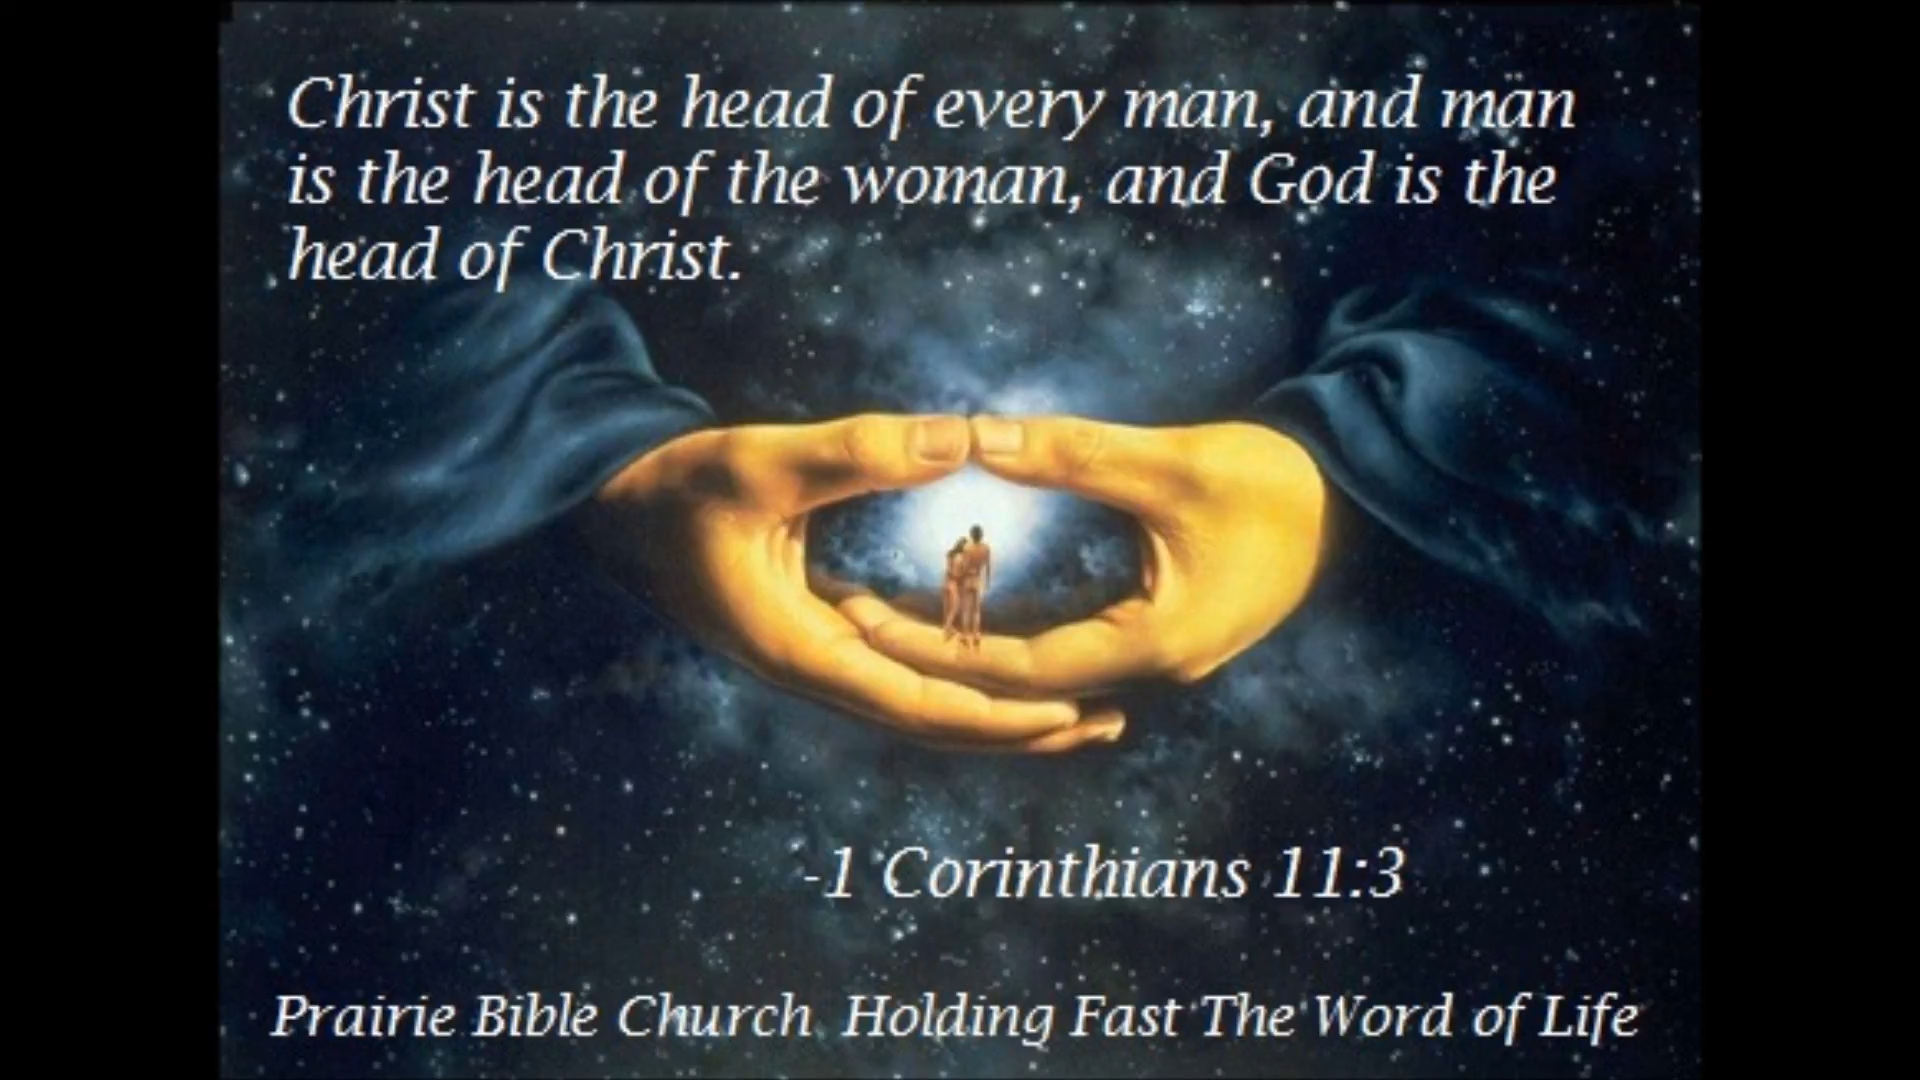 Christ is the head of every man, and man
is the head of the woman, and God is the
head of Christ.
-1 Corinthians 11:3
Prairie Bible Church Holding Fast The Word of Life